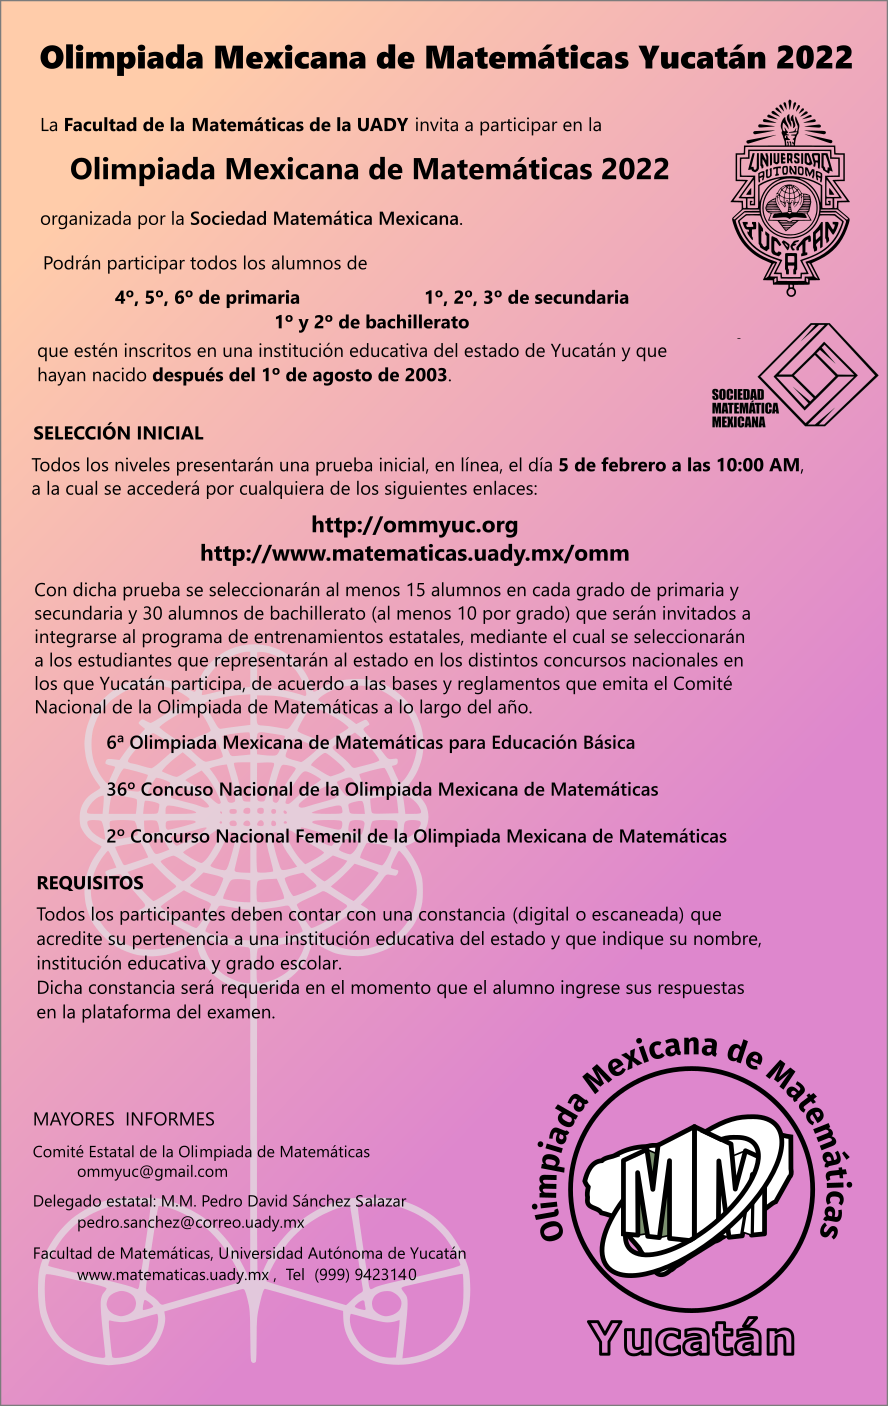 Olimpiada Mexicana de Matemáticas Yucatán 2022
La Facultad de la Matemáticas de la UADY invita a participar en la
Olimpiada Mexicana de Matemáticas 2022
organizada por la Sociedad Matemática Mexicana.
UNIVERSIDAD
AUTONOMA
YUCATAN
Podrán participar todos los alumnos de
4º, 5º, 6º de primaria 1º, 2º, 3º de secundaria
1º y 2º de bachillerato
que estén inscritos en una institución educativa del estado de Yucatán y que
hayan nacido después del 1º de agosto de 2003.
SOCIEDAD
MATEMÁTICA
MEXICANA
SELECCIÓN INICIAL
Todos los niveles presentarán una prueba inicial, en línea, el día 5 de febrero a las 10:00 AM,
a la cual se accederá por cualquiera de los siguientes enlaces:
http://ommyuc.org
http://www.matematicas.uady.mx/omm
Con dicha prueba se seleccionarán al menos 15 alumnos en cada grado de primaria y
secundaria y 30 alumnos de bachillerato (al menos 10 por grado) que serán invitados a
integrarse al programa de entrenamientos estatales, mediante el cual se seleccionarán
a los estudiantes que representarán al estado en los distintos concursos nacionales en
los que Yucatán participa, de acuerdo a las bases y reglamentos que emita el Comité
Nacional de la Olimpiada de Matemáticas a lo largo del año.
6ª Olimpiada Mexicana de Matemáticas para Educación Básica
36º Concuso Nacional de la Olimpiada Mexicana de Matemáticas
2º Concurso Nacional Femenil de la Olimpiada Mexicana de Matemáticas
REQUISITOS
Todos los participantes deben contar con una constancia (digital o escaneada) que
acredite su pertenencia a una institución educativa del estado y que indique su nombre,
institución educativa y grado escolar.
Dicha constancia será requerida en el momento que el alumno ingrese sus respuestas
en la plataforma del examen.
MAYORES INFORMES
Comité Estatal de la Olimpiada de Matemáticas
ommyuc@gmail.com
Delegado estatal: M.M. Pedro David Sánchez Salazar
pedro.sanchez@correo.uady.mx
Facultad de Matemáticas, Universidad Autónoma de Yucatán
www.matematicas.uady.mx , Tel (999) 9423140
Olimpiada Mexicana de Matemáticas
MM
Yucatán